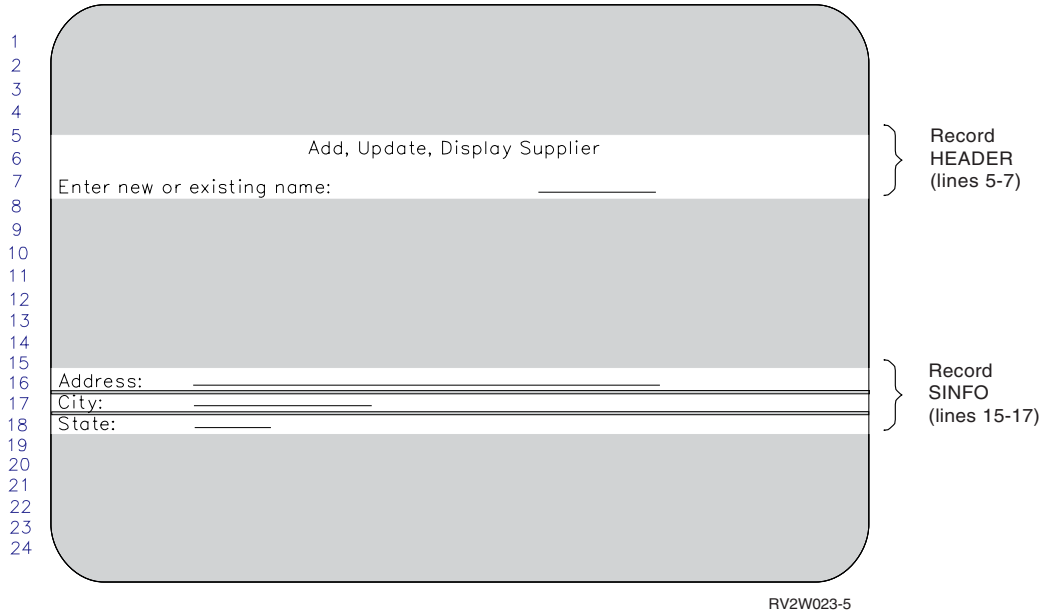 1
2
3
4
5
Add, Update, Display Supplier
6
7
Enter new or existing name:
Record
HEADER
(lines 5-7)
8
9
10
11
12
13
14
15
16
Address:
17
City:
18
State:
Record
SINFO
(lines 15-17)
19
20
21
22
23
24
RV2W023-5